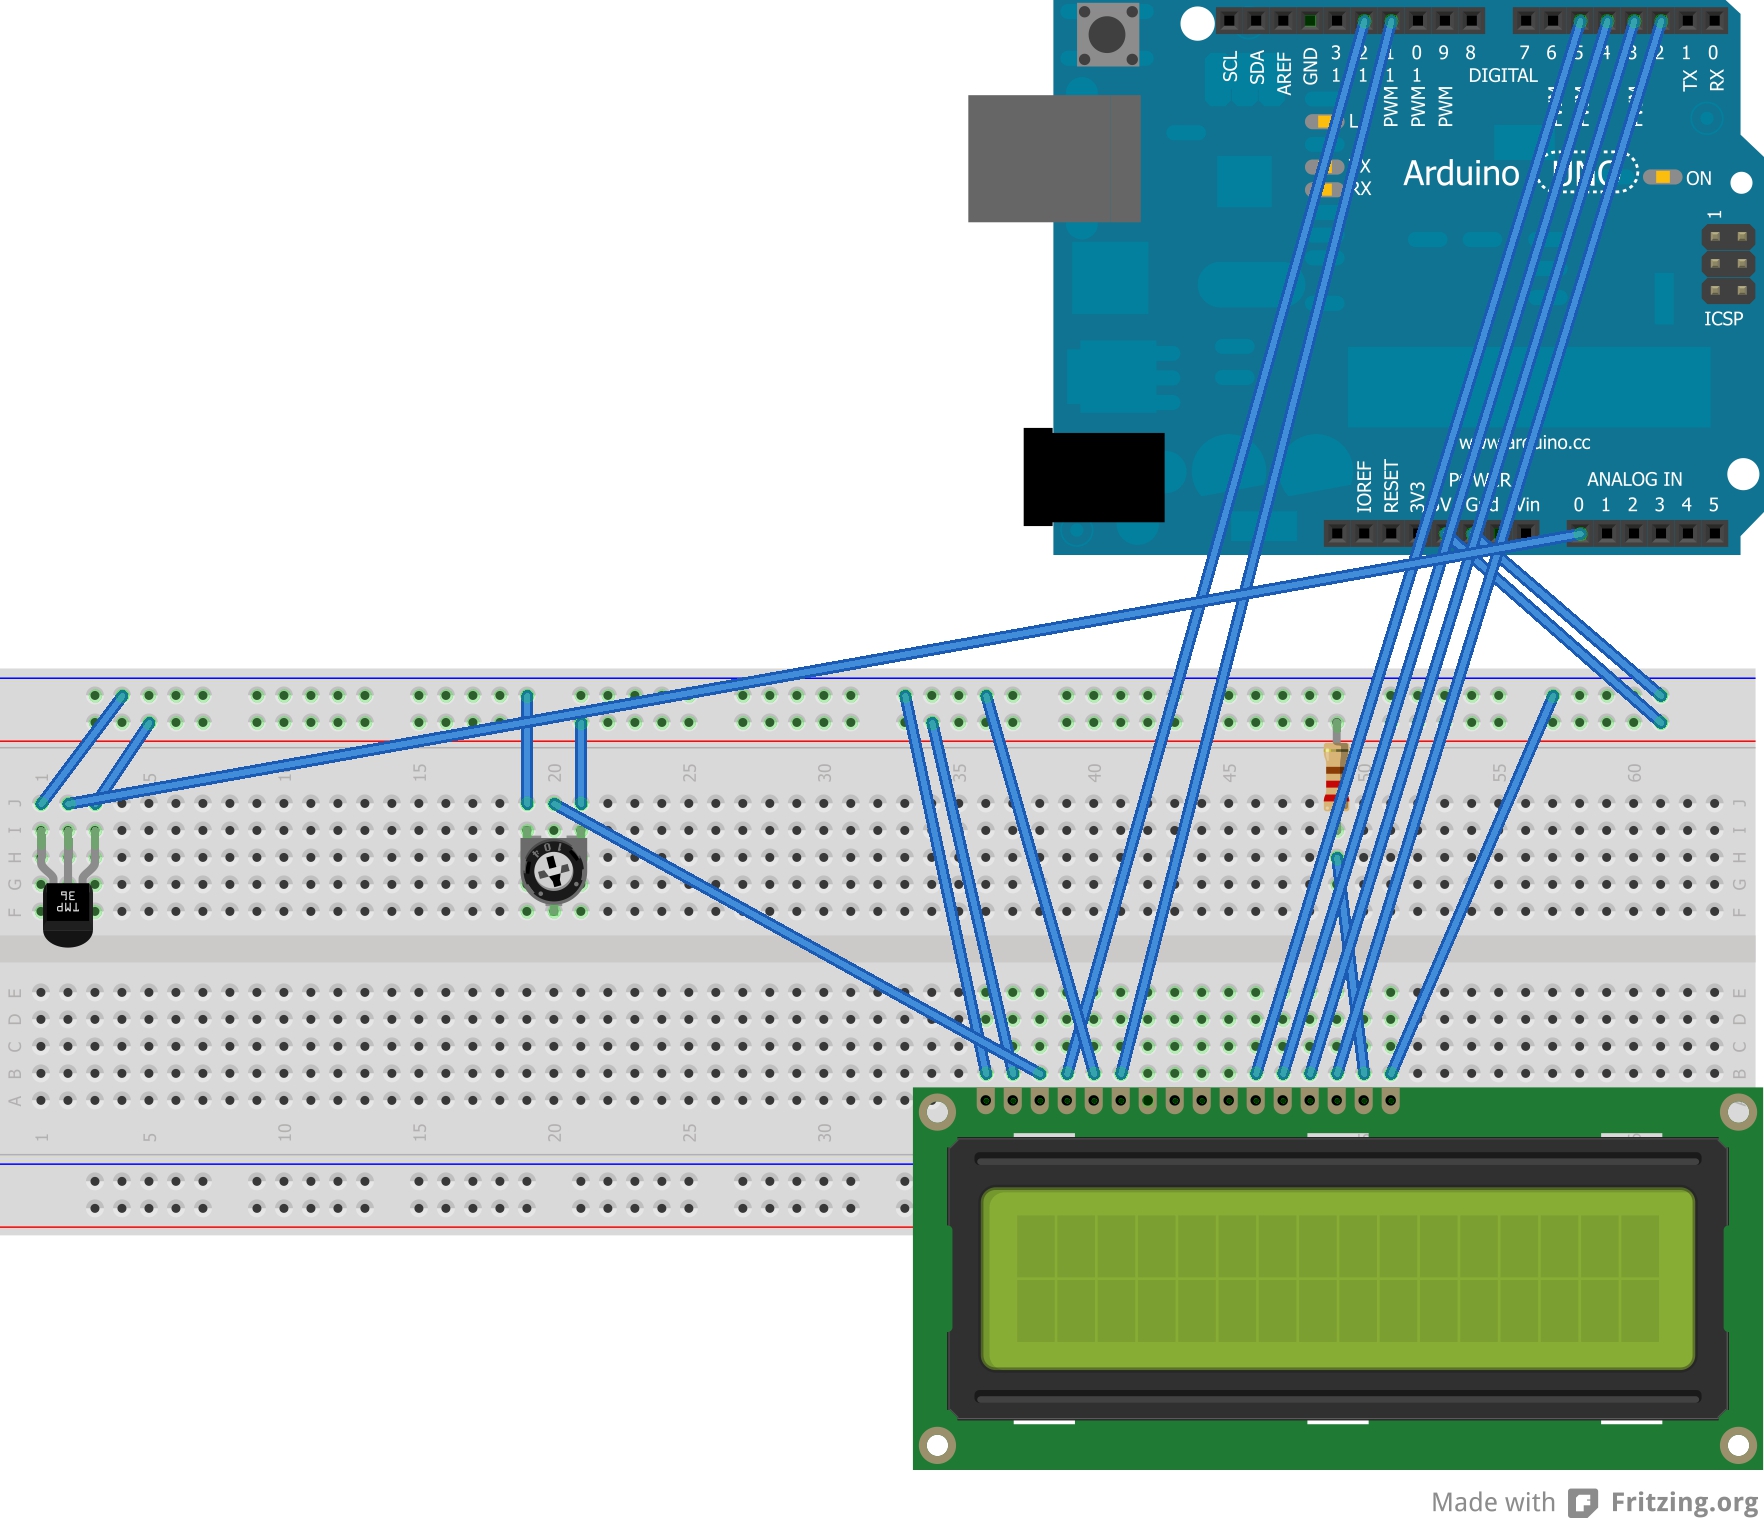 SCL SDA AREF GND 13 12 PWM 11 PWM 10 PWM 9 8 7 6 5 4 3 2 TX 1 RX 0
DIGITAL
L
TX
RX
Arduino UNO ON
1
ICSP
www.arduino.cc
POWER ANALOG IN
IOREF RESET 3V3 5V Gnd Vin 0 1 2 3 4 5
1 5 15 20 25 30 35 40 45 50 55 60
J J
I I
H H
G G
F F
104
TMP
36
E E
D D
C C
B B
A
1 5 10 15 20 25 30
Made with Fritzing.org